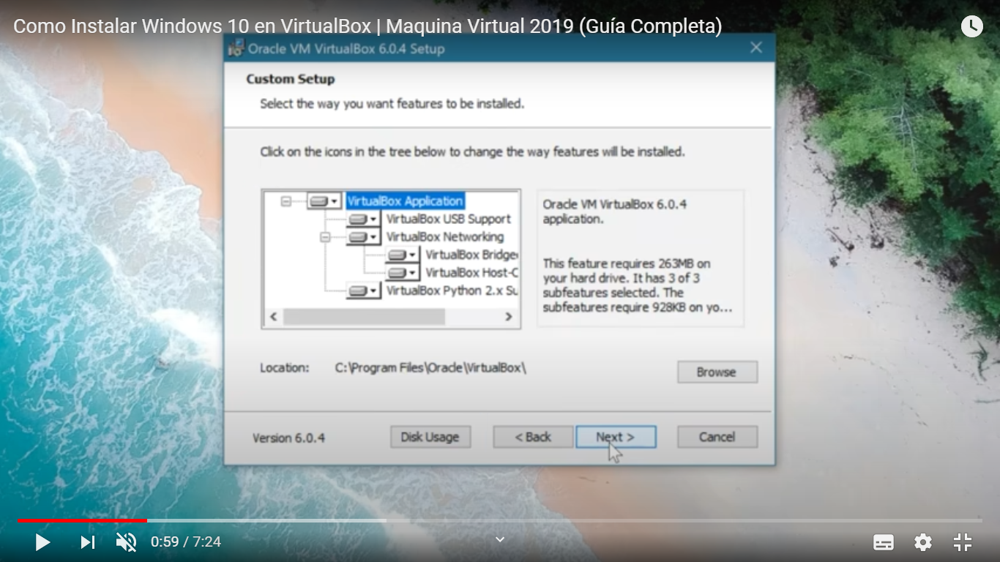 Como Instalar Windows 10 en VirtualBox | Maquina Virtual 2019 (Guía Completa)
Oracle VM VirtualBox 6.0.4 Setup
Custom Setup
Select the way you want features to be installed.
Click on the icons in the tree below to change the way features will be installed.
VirtualBox Application
VirtualBox USB Support
VirtualBox Networking
VirtualBox Bridge
VirtualBox Host-
VirtualBox Python 2.x Su
Oracle VM VirtualBox 6.0.4
application.
This feature requires 263MB on
your hard drive. It has 3 of 3
subfeatures selected. The
subfeatures require 928KB on yo...
Location: C:\Program Files\Oracle\VirtualBox\
Browse
Version 6.0.4
Disk Usage
< Back
Next >
Cancel
0:59 / 7:24